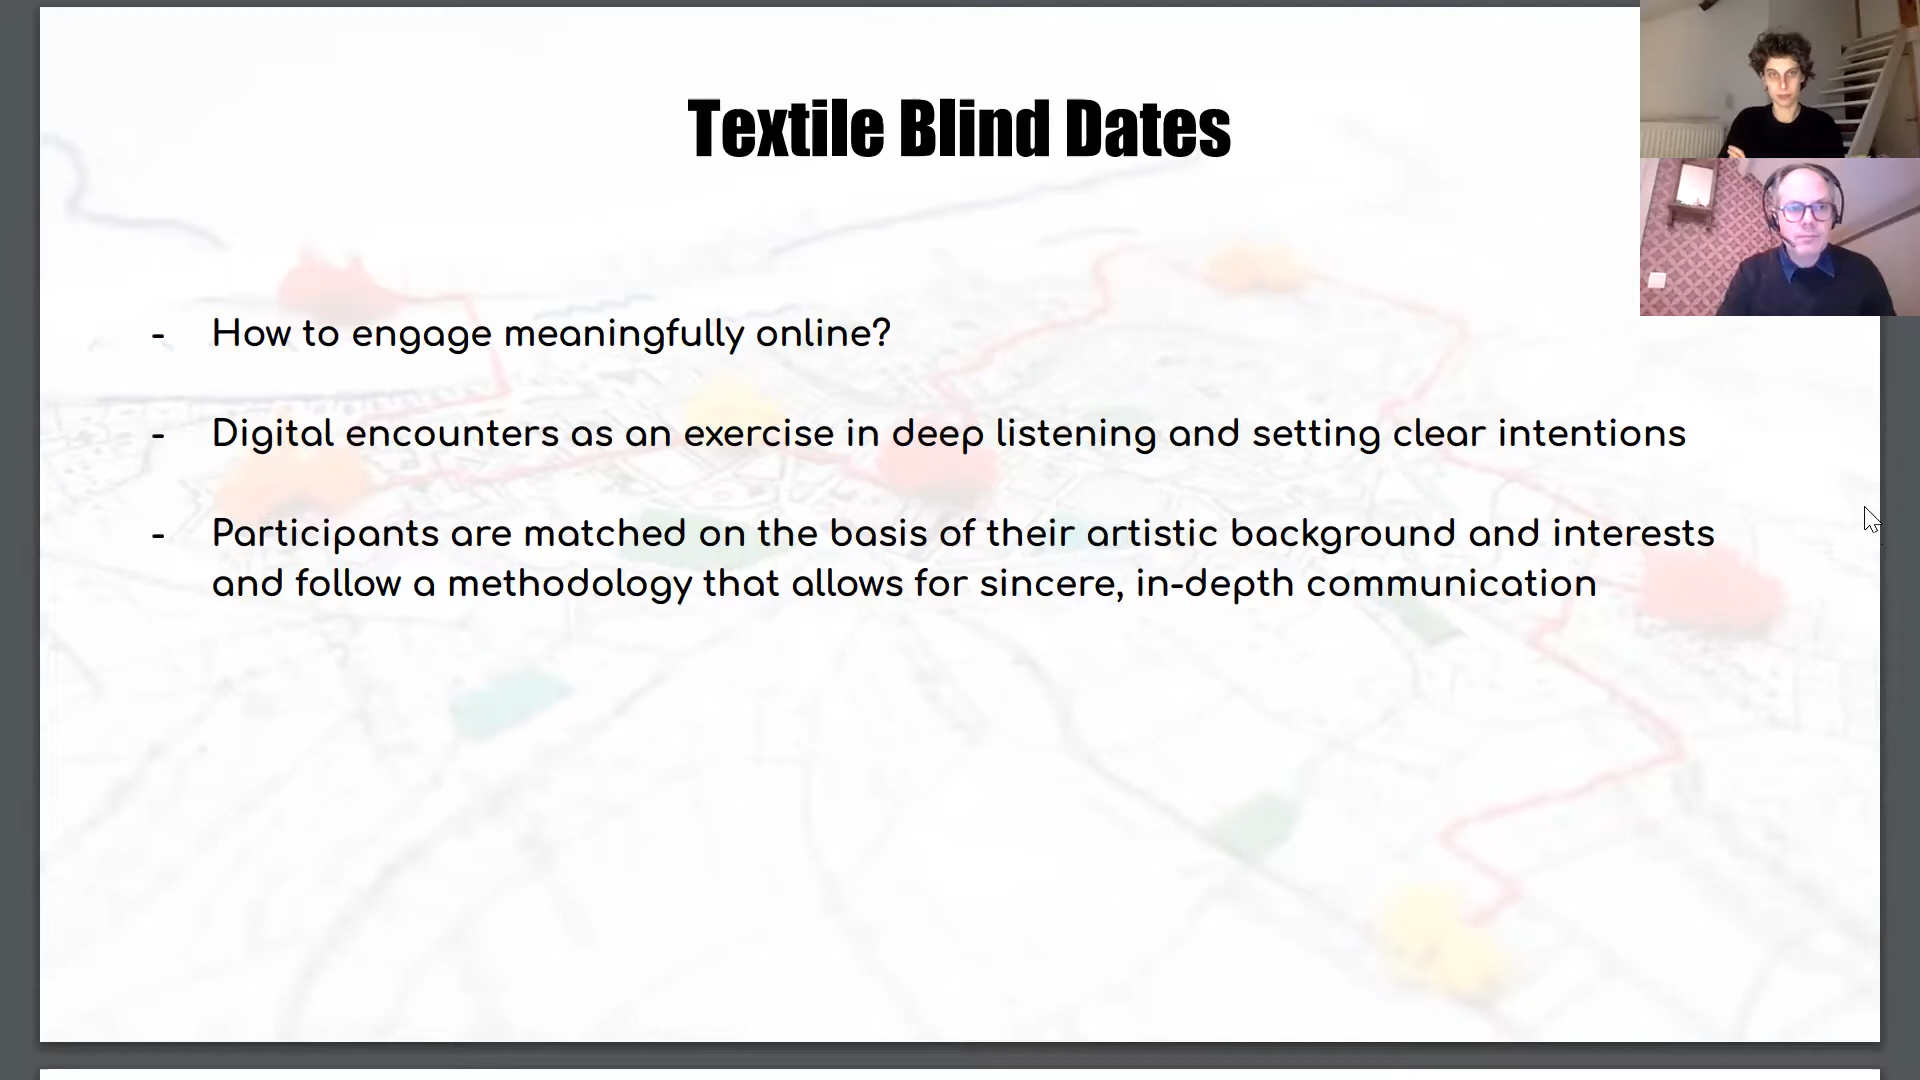 Textile Blind Dates
- How to engage meaningfully online?
- Digital encounters as an exercise in deep listening and setting clear intentions
- Participants are matched on the basis of their artistic background and interests
and follow a methodology that allows for sincere, in-depth communication